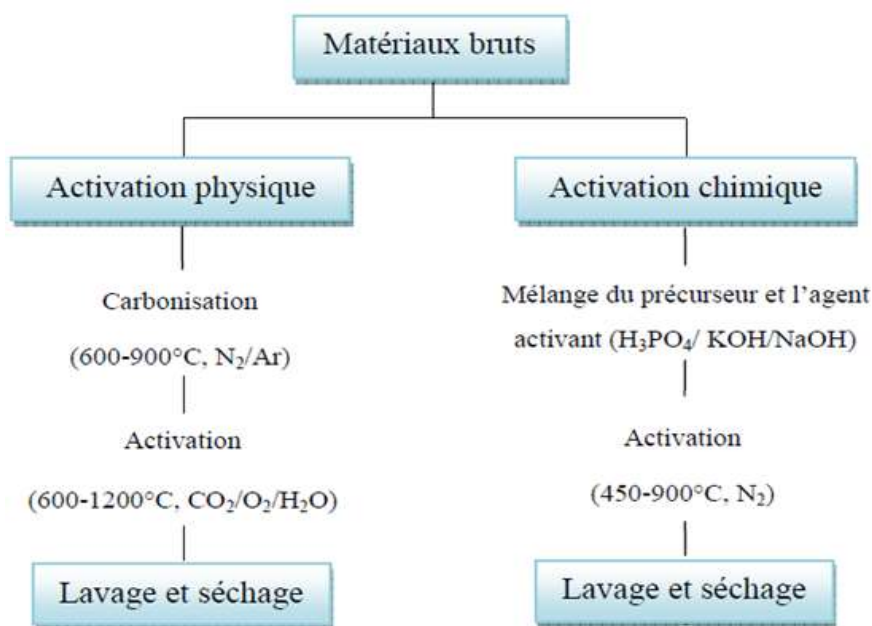 Matériaux bruts
Activation physique
Carbonisation
(600-900°C, N₂/Ar)
Activation
(600-1200°C, CO₂/O₂/H₂O)
Lavage et séchage
Activation chimique
Mélange du précurseur et l'agent
activant (H₃PO₄/ KOH/NaOH)
Activation
(450-900°C, N₂)
Lavage et séchage